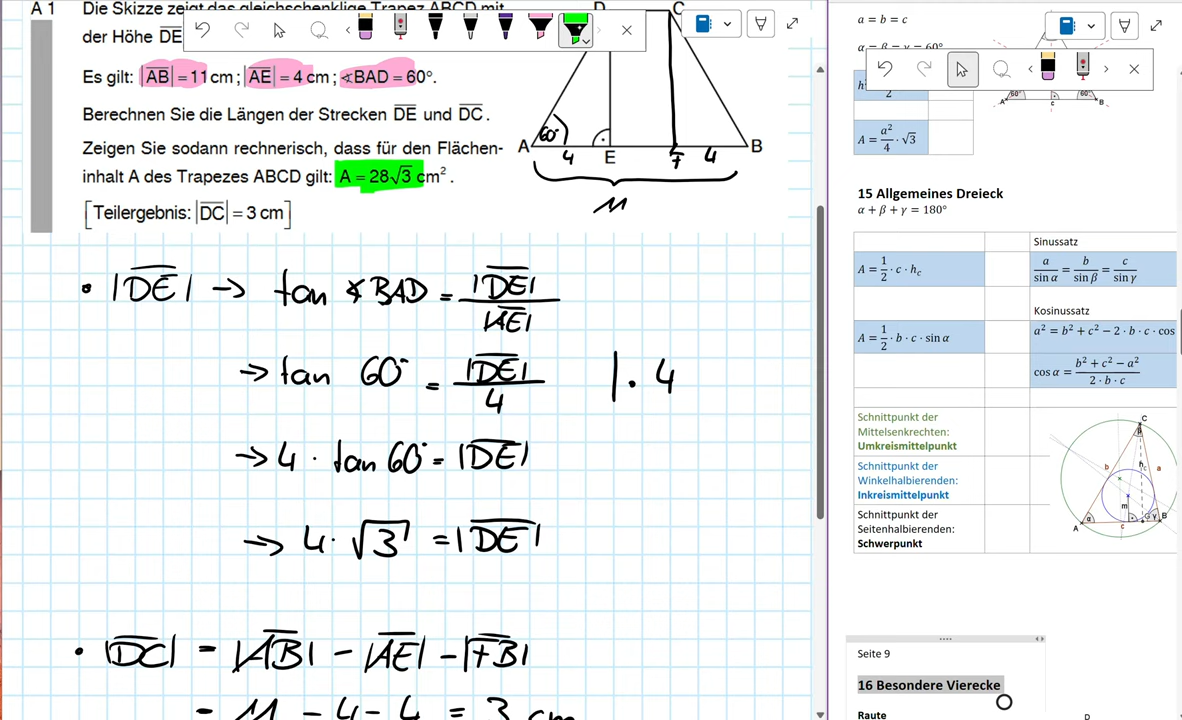 A 1 Die Skizze zeigt das gleichschenklige Trapez ABCD mit
der Höhe DE
Es gilt: |AB| = 11 cm ; |AE| = 4 cm ; ∢BAD = 60°.
Berechnen Sie die Längen der Strecken DE und DC.
Zeigen Sie sodann rechnerisch, dass für den Flächen-
inhalt A des Trapezes ABCD gilt: A = 28√3 cm².
[Teilergebnis: |DC| = 3 cm]
D C
60°
A 4 E F 4 B
11
• |DE| → tan ∢BAD = |DE| / |AE|
→ tan 60° = |DE| / 4 | · 4
→ 4 · tan 60° = |DE|
→ 4 · √3 = |DE|
• |DC| = |AB| - |AE| - |FB|
= 11 - 4 - 4 = 3 cm
a = b = c
α = β = γ = 60°
2
A 60° c 60° B
A = a²/4 · √3
15 Allgemeines Dreieck
α + β + γ = 180°
Sinussatz
A = 1/2 · c · h_c
a / sin α = b / sin β = c / sin γ
Kosinussatz
a² = b² + c² − 2 · b · c · cos
A = 1/2 · b · c · sin α
cos α = (b² + c² − a²) / (2 · b · c)
Schnittpunkt der
Mittelsenkrechten:
Umkreismittelpunkt
Schnittpunkt der
Winkelhalbierenden:
Inkreismittelpunkt
Schnittpunkt der
Seitenhalbierenden:
Schwerpunkt
C
b a
m
A α c B
Seite 9
16 Besondere Vierecke
Raute
D